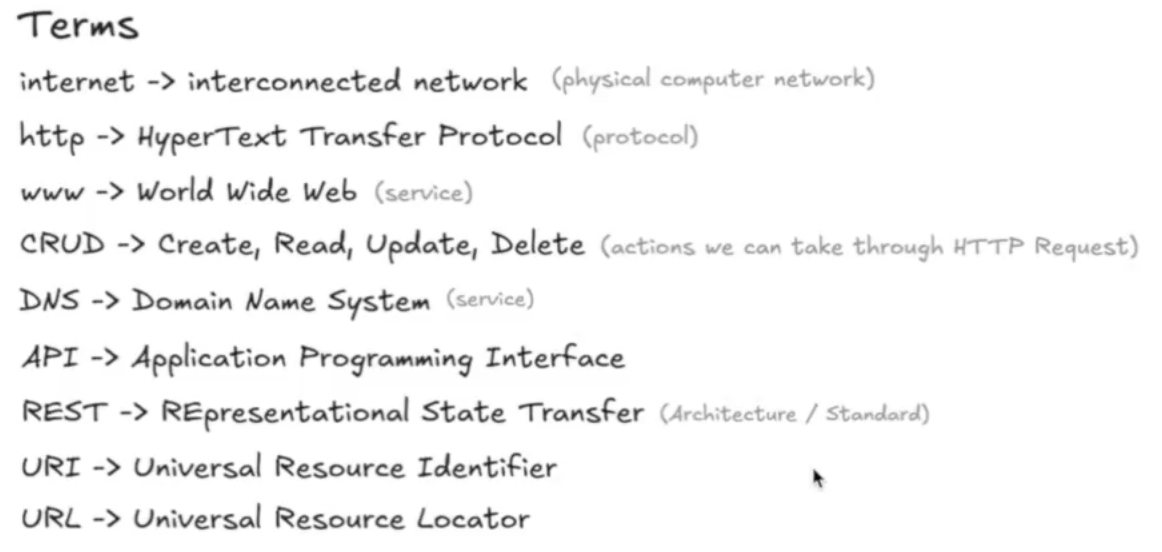 Terms
internet -> interconnected network (physical computer network)
http -> HyperText Transfer Protocol (protocol)
www -> World Wide Web (service)
CRUD -> Create, Read, Update, Delete (actions we can take through HTTP Request)
DNS -> Domain Name System (service)
API -> Application Programming Interface
REST -> REpresentational State Transfer (Architecture / Standard)
URI -> Universal Resource Identifier
URL -> Universal Resource Locator